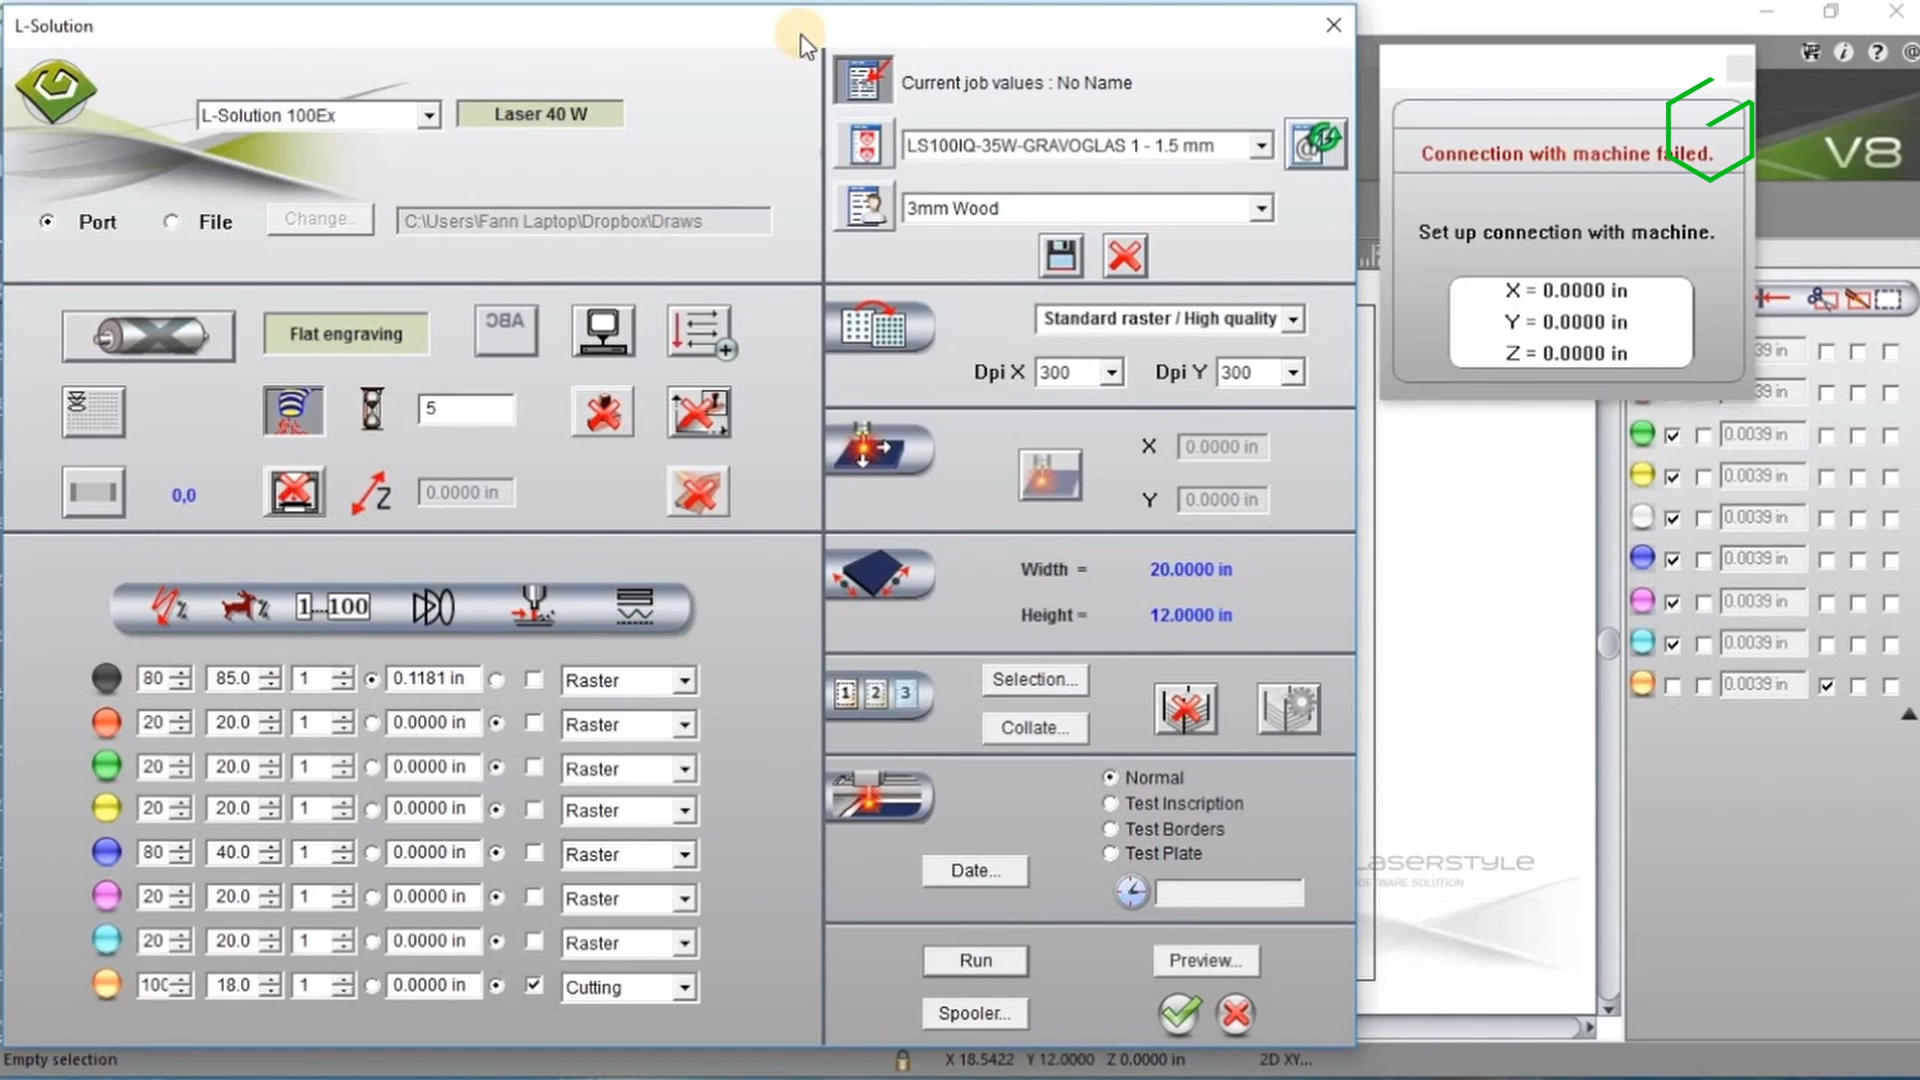 L-Solution
L-Solution 100Ex
Laser 40 W
Port
File
Change..
C:\Users\Fann Laptop\Dropbox\Draws
Flat engraving
ABC
5
0,0
Z
0.0000 in
% % 1...100
80 85.0 1 0.1181 in Raster
20 20.0 1 0.0000 in Raster
20 20.0 1 0.0000 in Raster
20 20.0 1 0.0000 in Raster
80 40.0 1 0.0000 in Raster
20 20.0 1 0.0000 in Raster
20 20.0 1 0.0000 in Raster
100 18.0 1 0.0000 in Cutting
Current job values : No Name
LS100IQ-35W-GRAVOGLAS 1 - 1.5 mm
@
3mm Wood
Standard raster / High quality
Dpi X 300 Dpi Y 300
X 0.0000 in
Y 0.0000 in
Width = 20.0000 in
Height = 12.0000 in
1 2 3
Selection...
Collate...
Normal
Test Inscription
Test Borders
Test Plate
Date...
Run
Preview...
Spooler...
Connection with machine failed.
Set up connection with machine.
X = 0.0000 in
Y = 0.0000 in
Z = 0.0000 in
i ? @
V8
39 in
0.0039 in
0.0039 in
0.0039 in
0.0039 in
0.0039 in
0.0039 in
0.0039 in
LASERSTYLE
SOFTWARE SOLUTION
Empty selection
X 18.5422 Y 12.0000 Z 0.0000 in
2D XY...